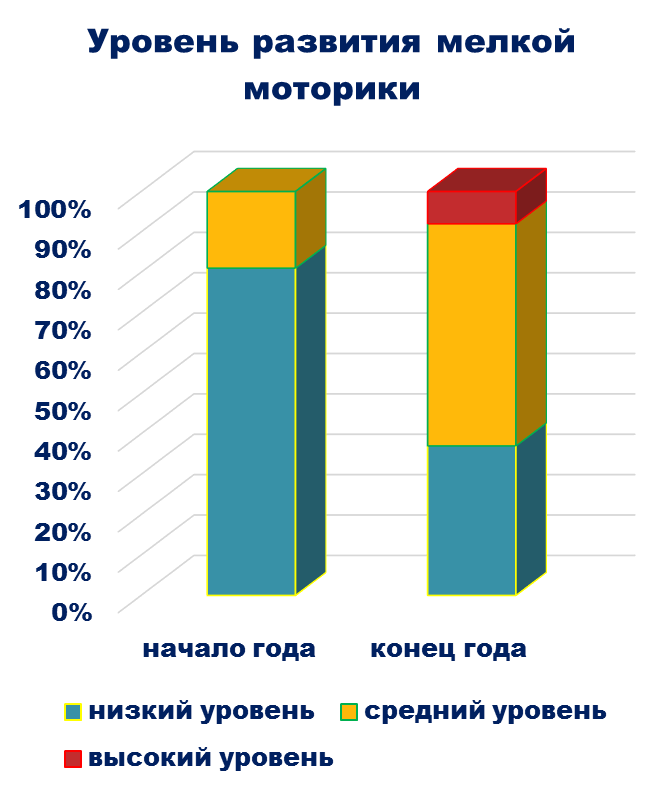 Уровень развития мелкой
моторики
100%
90%
80%
70%
60%
50%
40%
30%
20%
10%
0%
начало года
конец года
низкий уровень
средний уровень
высокий уровень